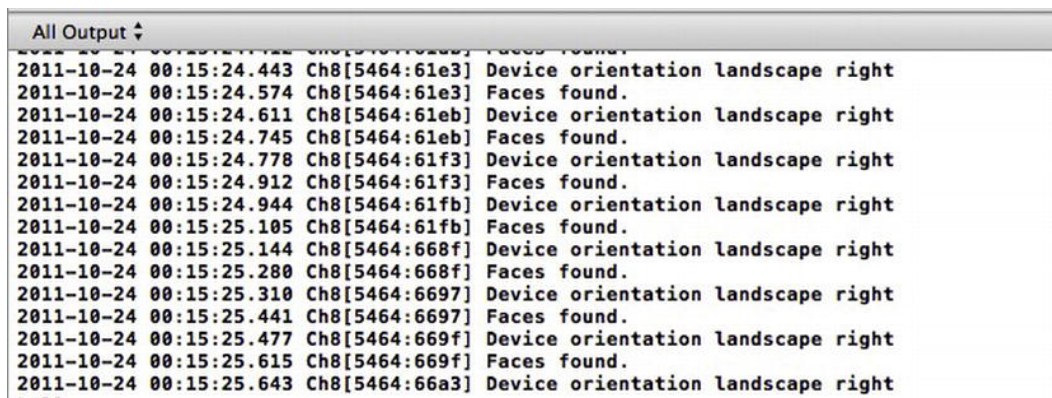 All Output
2011-10-24 00:15:24.443 Ch8[5464:61e3] Device orientation landscape right
2011-10-24 00:15:24.574 Ch8[5464:61e3] Faces found.
2011-10-24 00:15:24.611 Ch8[5464:61eb] Device orientation landscape right
2011-10-24 00:15:24.745 Ch8[5464:61eb] Faces found.
2011-10-24 00:15:24.778 Ch8[5464:61f3] Device orientation landscape right
2011-10-24 00:15:24.912 Ch8[5464:61f3] Faces found.
2011-10-24 00:15:24.944 Ch8[5464:61fb] Device orientation landscape right
2011-10-24 00:15:25.105 Ch8[5464:61fb] Faces found.
2011-10-24 00:15:25.144 Ch8[5464:668f] Device orientation landscape right
2011-10-24 00:15:25.280 Ch8[5464:668f] Faces found.
2011-10-24 00:15:25.310 Ch8[5464:6697] Device orientation landscape right
2011-10-24 00:15:25.441 Ch8[5464:6697] Faces found.
2011-10-24 00:15:25.477 Ch8[5464:669f] Device orientation landscape right
2011-10-24 00:15:25.615 Ch8[5464:669f] Faces found.
2011-10-24 00:15:25.643 Ch8[5464:66a3] Device orientation landscape right